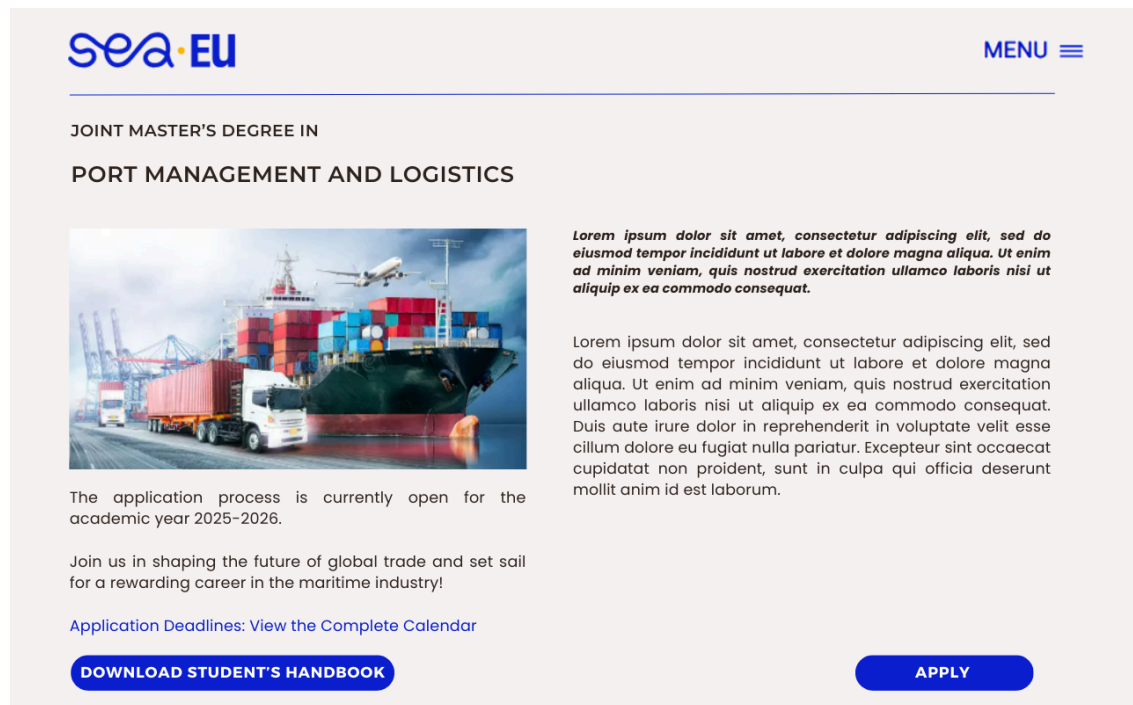 sea·EU
MENU
JOINT MASTER'S DEGREE IN
PORT MANAGEMENT AND LOGISTICS
The application process is currently open for the
academic year 2025-2026.
Join us in shaping the future of global trade and set sail
for a rewarding career in the maritime industry!
Application Deadlines: View the Complete Calendar
DOWNLOAD STUDENT'S HANDBOOK
Lorem ipsum dolor sit amet, consectetur adipiscing elit, sed do
eiusmod tempor incididunt ut labore et dolore magna aliqua. Ut enim
ad minim veniam, quis nostrud exercitation ullamco laboris nisi ut
aliquip ex ea commodo consequat.
Lorem ipsum dolor sit amet, consectetur adipiscing elit, sed
do eiusmod tempor incididunt ut labore et dolore magna
aliqua. Ut enim ad minim veniam, quis nostrud exercitation
ullamco laboris nisi ut aliquip ex ea commodo consequat.
Duis aute irure dolor in reprehenderit in voluptate velit esse
cillum dolore eu fugiat nulla pariatur. Excepteur sint occaecat
cupidatat non proident, sunt in culpa qui officia deserunt
mollit anim id est laborum.
APPLY